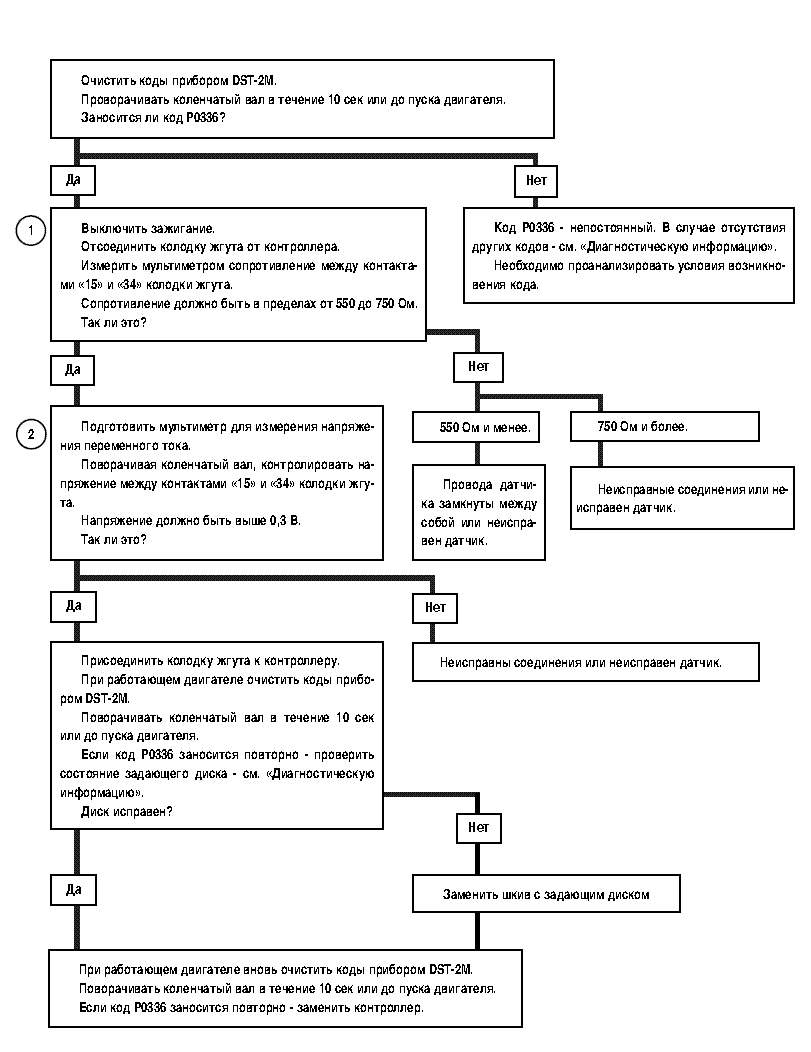 Очистить коды прибором DST-2M.
Проворачивать коленчатый вал в течение 10 сек или до пуска двигателя.
Заносится ли код P0336?
Да
Нет
1
Выключить зажигание.
Отсоединить колодку жгута от контроллера.
Измерить мультиметром сопротивление между контакта-
ми «15» и «34» колодки жгута.
Сопротивление должно быть в пределах от 550 до 750 Ом.
Так ли это?
Код P0336 - непостоянный. В случае отсутствия
других кодов - см. «Диагностическую информацию».
Необходимо проанализировать условия возникно-
вения кода.
Да
Нет
2
Подготовить мультиметр для измерения напряже-
ния переменного тока.
Поворачивая коленчатый вал, контролировать на-
пряжение между контактами «15» и «34» колодки жгу-
та.
Напряжение должно быть выше 0,3 В.
Так ли это?
550 Ом и менее.
750 Ом и более.
Провода датчи-
ка замкнуты между
собой или неиспра-
вен датчик.
Неисправные соединения или не-
исправен датчик.
Да
Нет
Присоединить колодку жгута к контроллеру.
При работающем двигателе очистить коды прибо-
ром DST-2M.
Поворачивать коленчатый вал в течение 10 сек
или до пуска двигателя.
Если код P0336 заносится повторно - проверить
состояние задающего диска - см. «Диагностическую
информацию».
Диск исправен?
Неисправны соединения или неисправен датчик.
Нет
Да
Заменить шкив с задающим диском
При работающем двигателе вновь очистить коды прибором DST-2M.
Поворачивать коленчатый вал в течение 10 сек или до пуска двигателя.
Если код P0336 заносится повторно - заменить контроллер.